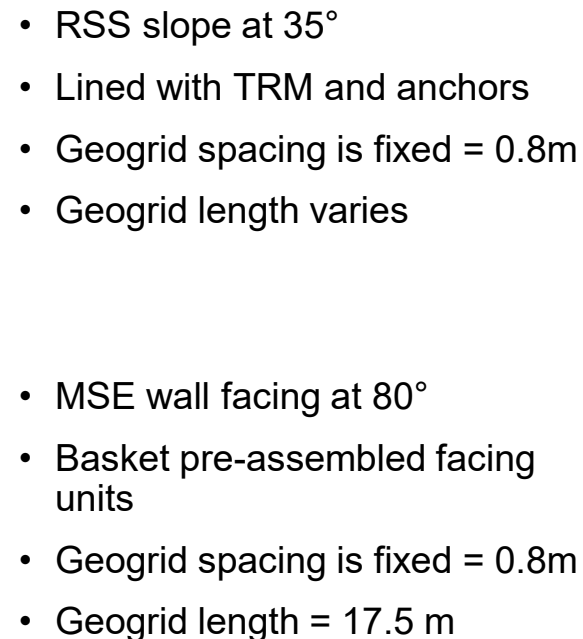 • RSS slope at 35°
• Lined with TRM and anchors
• Geogrid spacing is fixed = 0.8m
• Geogrid length varies
• MSE wall facing at 80°
• Basket pre-assembled facing
units
• Geogrid spacing is fixed = 0.8m
• Geogrid length = 17.5 m